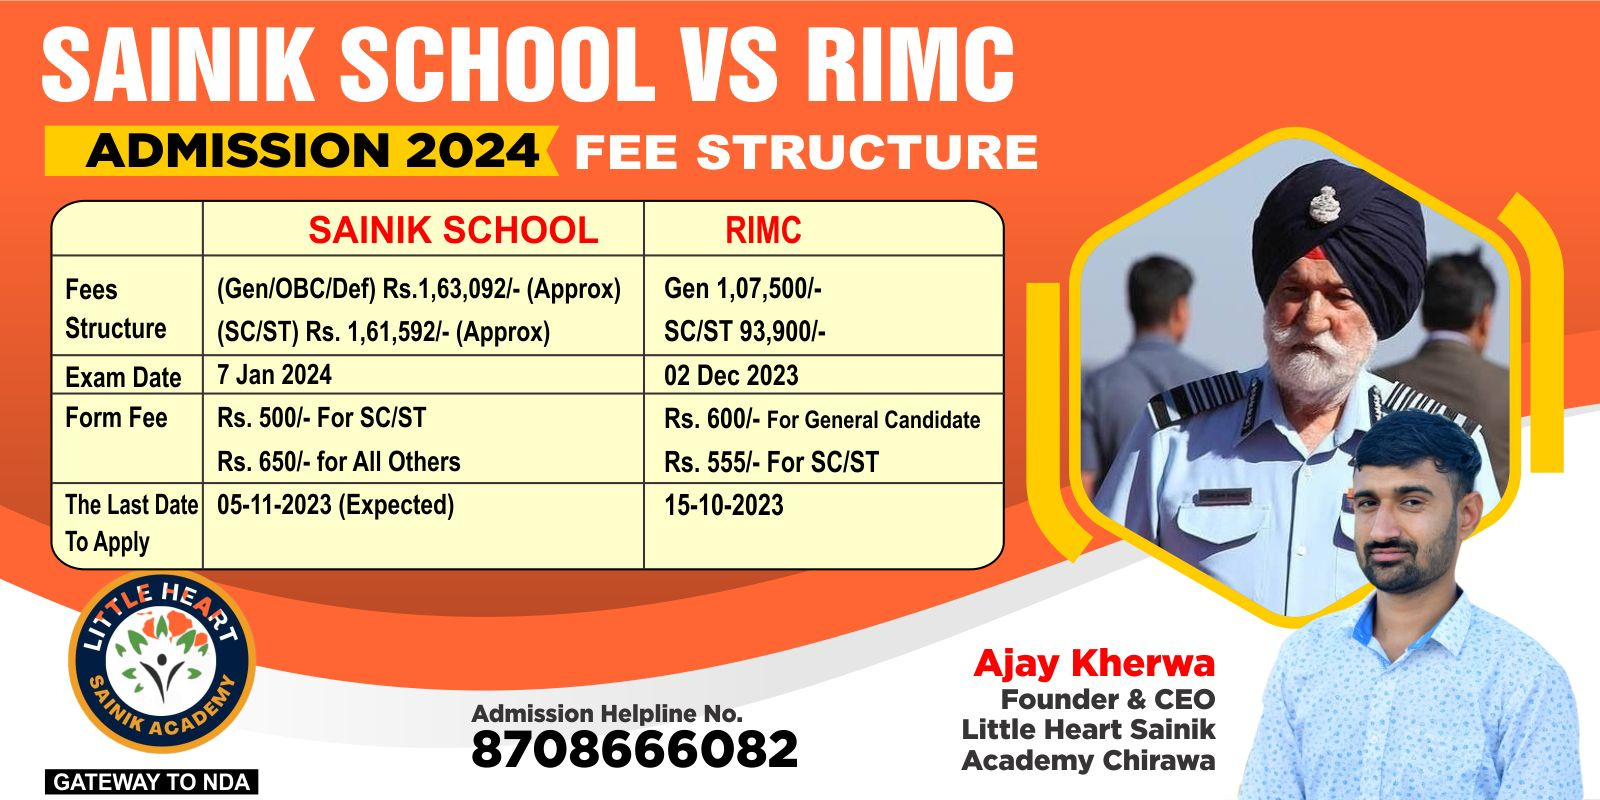 SAINIK SCHOOL VS RIMC
ADMISSION 2024 FEE STRUCTURE
SAINIK SCHOOL RIMC
Fees Structure
(Gen/OBC/Def) Rs.1,63,092/- (Approx) Gen 1,07,500/-
(SC/ST) Rs. 1,61,592/- (Approx) SC/ST 93,900/-
Exam Date 7 Jan 2024 02 Dec 2023
Form Fee Rs. 500/- For SC/ST Rs. 600/- For General Candidate
Rs. 650/- for All Others Rs. 555/- For SC/ST
The Last Date 05-11-2023 (Expected) 15-10-2023
To Apply
LITTLE HEART
SAINIK ACADEMY
GATEWAY TO NDA
Admission Helpline No.
8708666082
Ajay Kherwa
Founder & CEO
Little Heart Sainik
Academy Chirawa